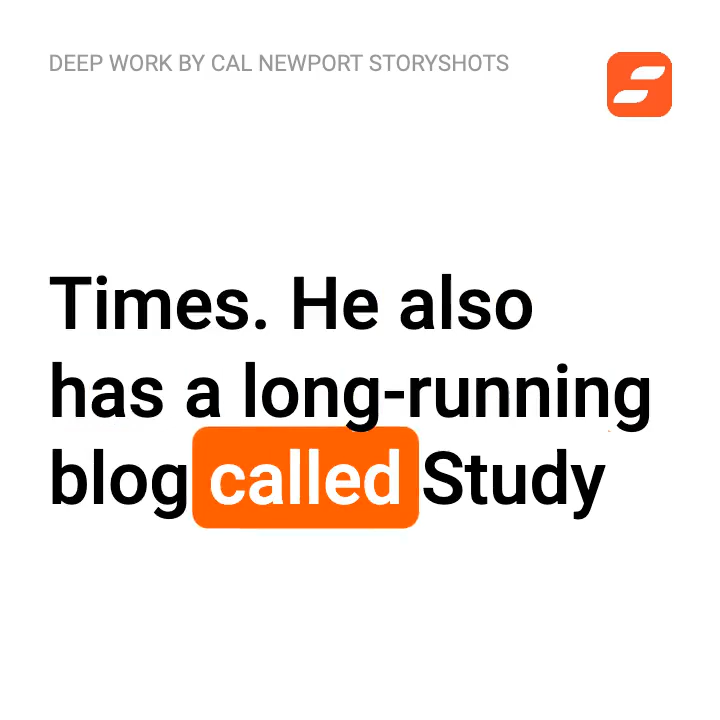 DEEP WORK BY CAL NEWPORT STORYSHOTS
Times. He also
has a long-running
blog called Study